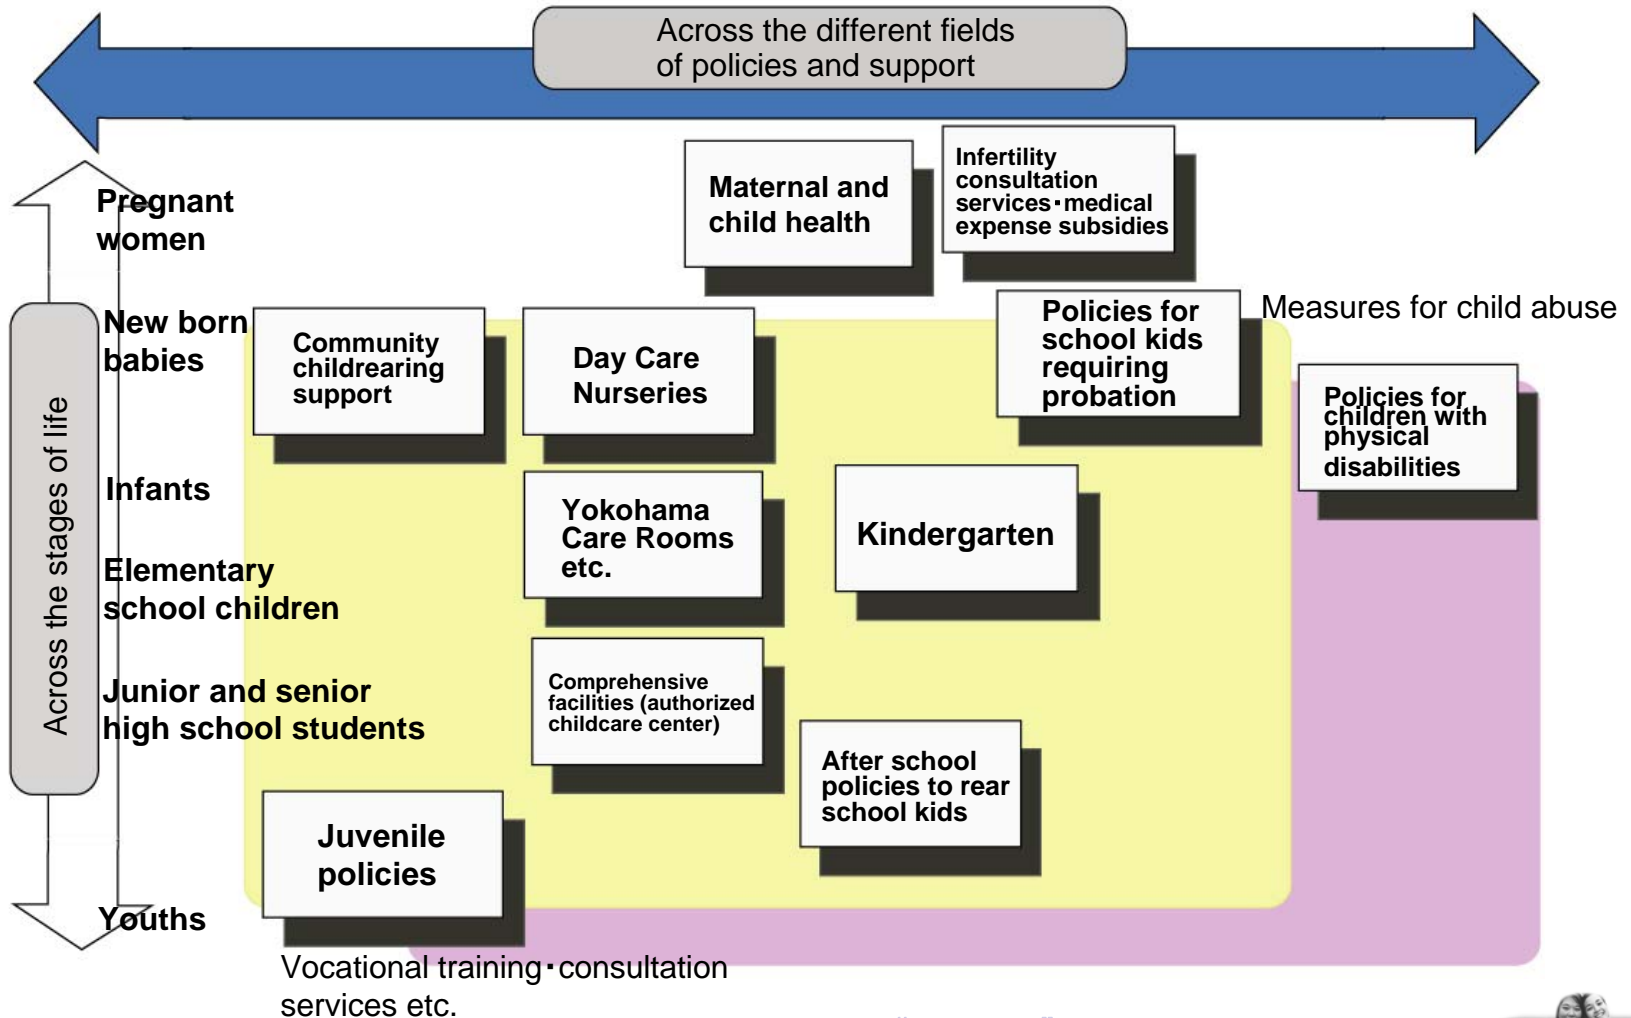 Across the different fields
of policies and support
Pregnant
women
Maternal and
child health
Infertility
consultation
services・medical
expense subsidies
Across the stages of life
New born
babies
Community
childrearing
support
Day Care
Nurseries
Policies for
school kids
requiring
probation
Measures for child abuse
Policies for
children with
physical
disabilities
Infants
Yokohama
Care Rooms
etc.
Kindergarten
Elementary
school children
Junior and senior
high school students
Comprehensive
facilities (authorized
childcare center)
After school
policies to rear
school kids
Juvenile
policies
Youths
Vocational training・consultation
services etc.